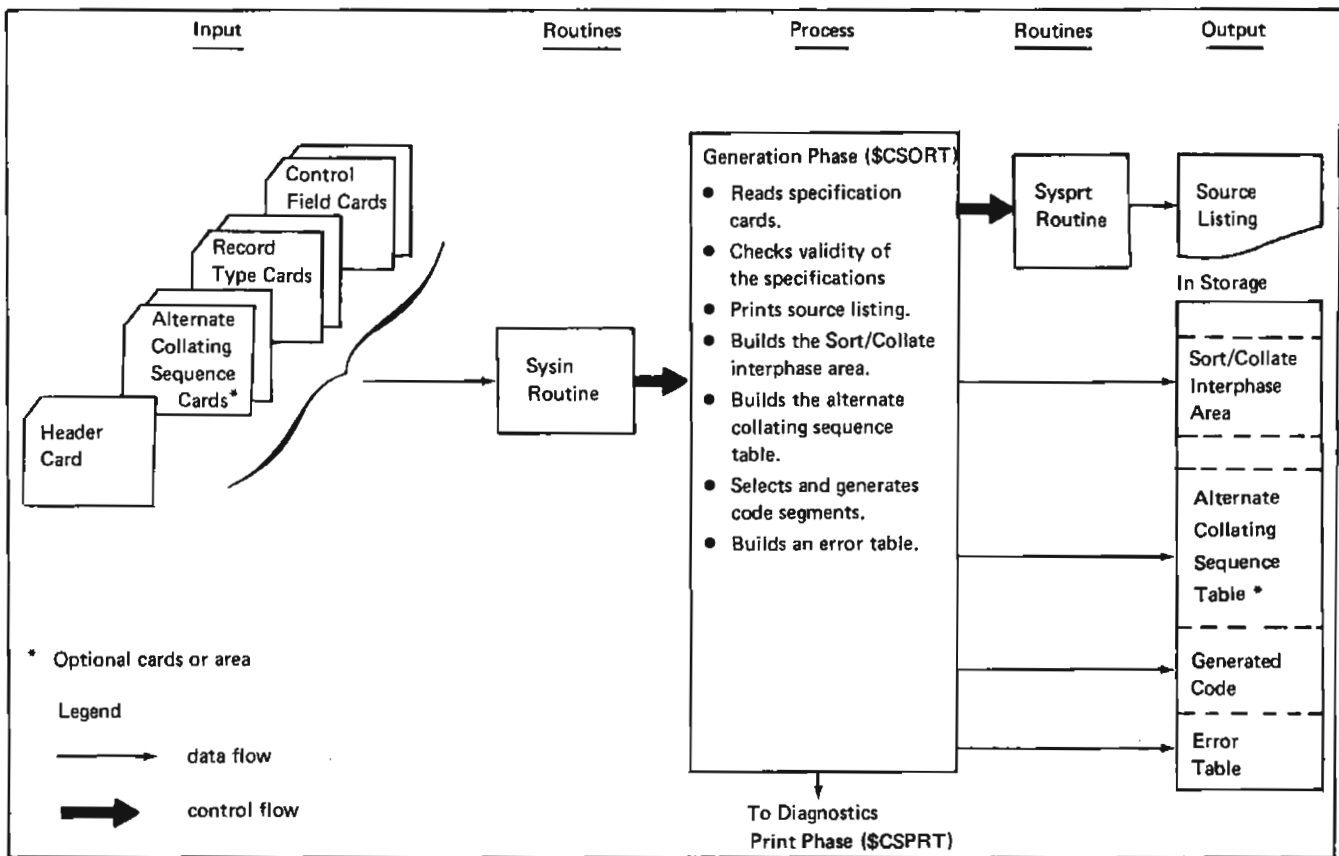 Input
Routines
Process
Routines
Output
Control
Field Cards
Record
Type Cards
Alternate
Collating
Sequence
Cards*
Header
Card
Sysin
Routine
Generation Phase ($CSORT)
• Reads specification
cards.
• Checks validity of
the specifications
• Prints source listing.
• Builds the Sort/Collate
interphase area.
• Builds the alternate
collating sequence
table.
• Selects and generates
code segments.
• Builds an error table.
Sysprt
Routine
Source
Listing
In Storage
Sort/Collate
Interphase
Area
Alternate
Collating
Sequence
Table *
Generated
Code
Error
Table
* Optional cards or area
Legend
data flow
control flow
To Diagnostics
Print Phase ($CSPRT)